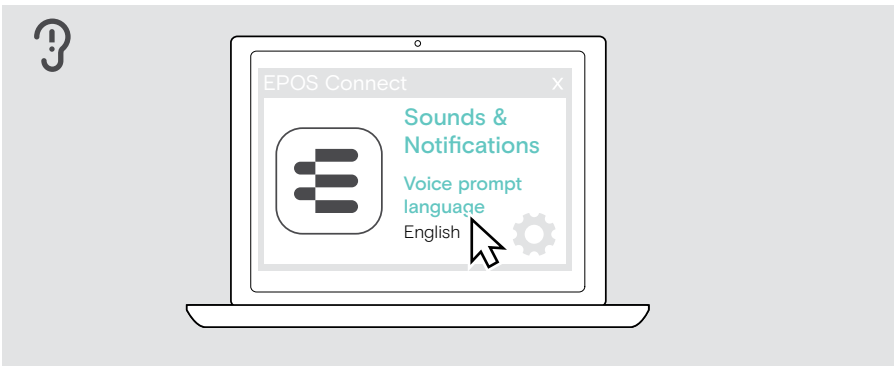 EPOS Connect x
Sounds &
Notifications
Voice prompt
language
English